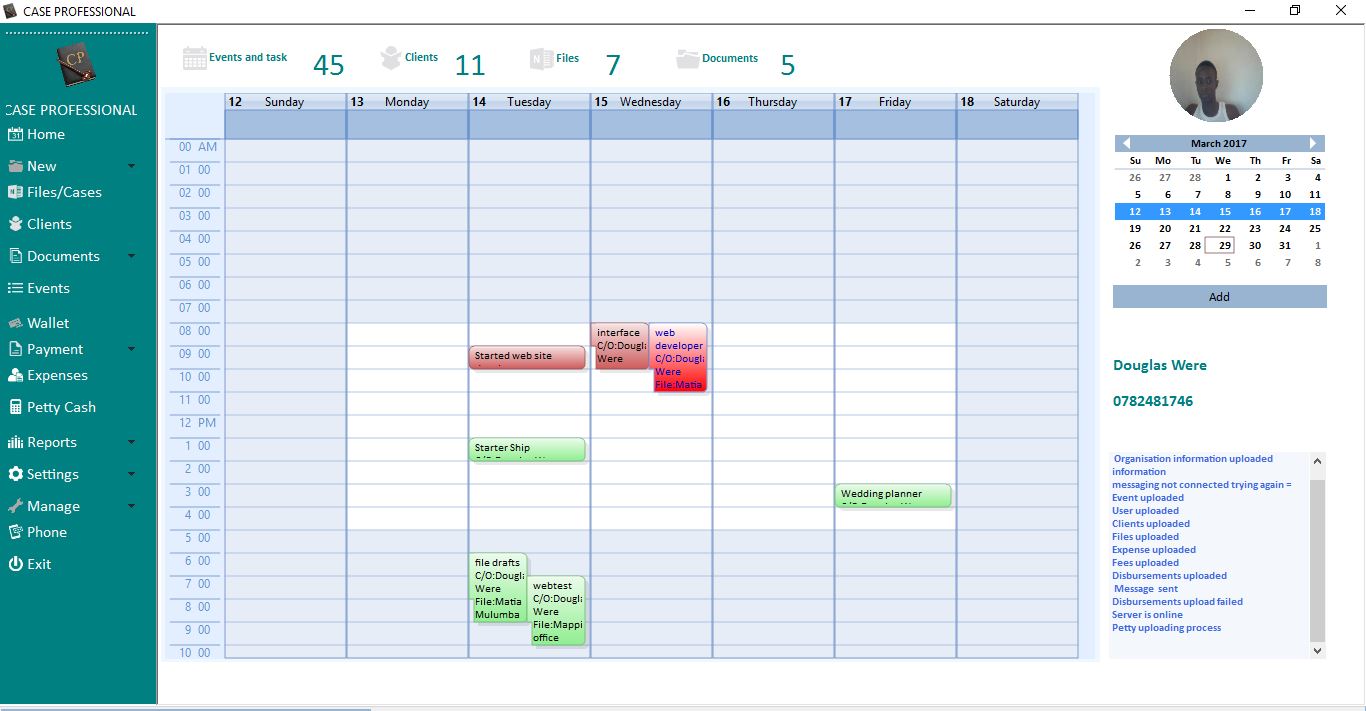 CASE PROFESSIONAL
CP
CASE PROFESSIONAL
Home
New
Files/Cases
Clients
Documents
Events
Wallet
Payment
Expenses
Petty Cash
Reports
Settings
Manage
Phone
Exit
Events and task 45
Clients 11
Files 7
Documents 5
12 Sunday 13 Monday 14 Tuesday 15 Wednesday 16 Thursday 17 Friday 18 Saturday
00 AM
01 00
02 00
03 00
04 00
05 00
06 00
07 00
08 00
09 00
10 00
11 00
12 PM
1 00
2 00
3 00
4 00
5 00
6 00
7 00
8 00
9 00
10 00
Started web site
Starter Ship
file drafts
C/O:Dougla
Were
File:Matia
Mulumba
webtest
C/O:Dougla
Were
File:Mappi
office
interface
C/O:Dougla
Were
web
developer
C/O:Dougla
Were
File:Matia
Wedding planner
March 2017
Su Mo Tu We Th Fr Sa
26 27 28 1 2 3 4
5 6 7 8 9 10 11
12 13 14 15 16 17 18
19 20 21 22 23 24 25
26 27 28 29 30 31 1
2 3 4 5 6 7 8
Add
Douglas Were
0782481746
Organisation information uploaded
information
messaging not connected trying again =
Event uploaded
User uploaded
Clients uploaded
Files uploaded
Expense uploaded
Fees uploaded
Disbursements uploaded
Message sent
Disbursements upload failed
Server is online
Petty uploading process